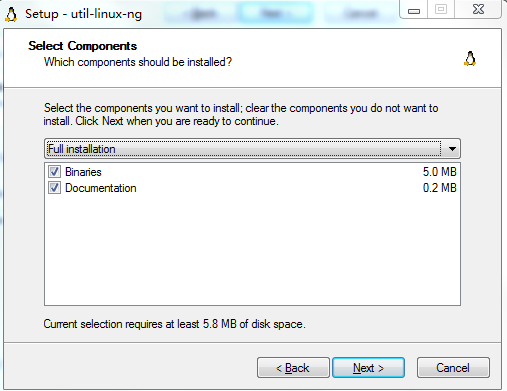 Setup - util-linux-ng
Select Components
Which components should be installed?
Select the components you want to install; clear the components you do not want to
install. Click Next when you are ready to continue.
Full installation
Binaries 5.0 MB
Documentation 0.2 MB
Current selection requires at least 5.8 MB of disk space.
< Back Next > Cancel